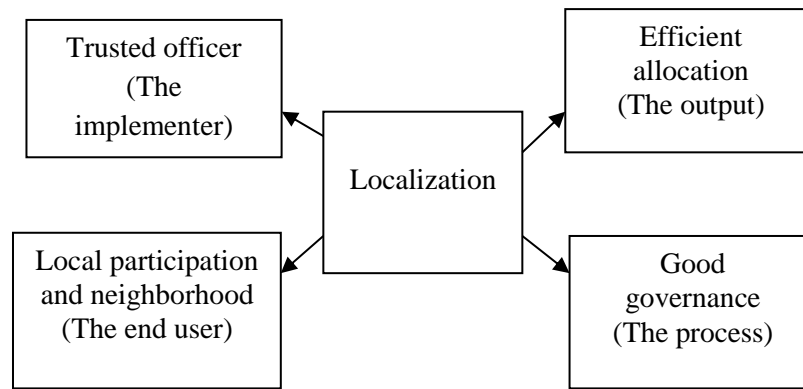 Trusted officer
(The
implementer)
Efficient
allocation
(The output)
Localization
Local participation
and neighborhood
(The end user)
Good
governance
(The process)